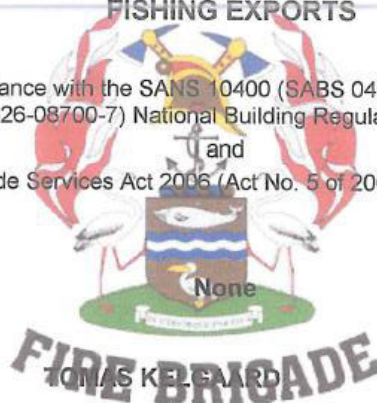 FISHING EXPORTS
ance with the SANS 10400 (SABS 04
26-08700-7) National Building Regula
and
de Services Act 2006 (Act No. 5 of 200
None
FIRE BRIGADE
TOMAS KELGAARD